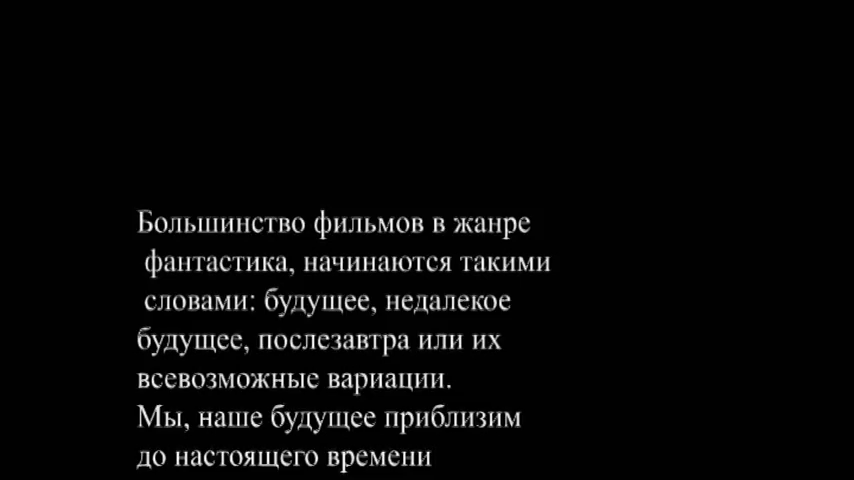 Большинство фильмов в жанре
фантастика, начинаются такими
словами: будущее, недалекое
будущее, послезавтра или их
всевозможные вариации.
Мы, наше будущее приблизим
до настоящего времени